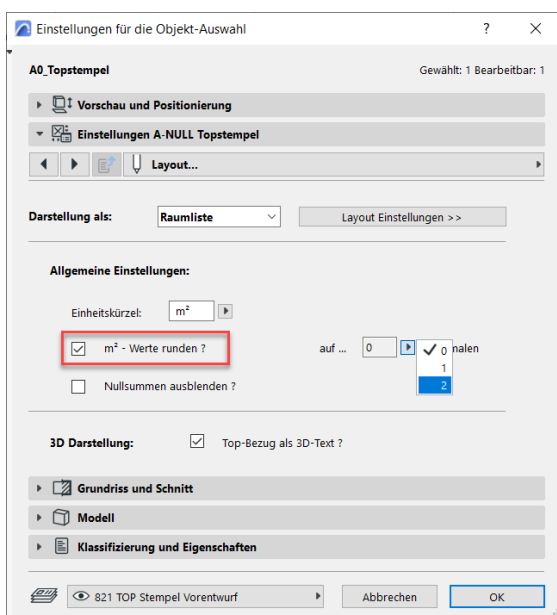 Einstellungen für die Objekt-Auswahl ?
A0_Topstempel Gewählt: 1 Bearbeitbar: 1
Vorschau und Positionierung
Einstellungen A-NULL Topstempel
Layout...
Darstellung als: Raumliste Layout Einstellungen >>
Allgemeine Einstellungen:
Einheitskürzel: m²
m² - Werte runden ? auf ... 0 0 malen
1
Nullsummen ausblenden ? 2
3D Darstellung: Top-Bezug als 3D-Text ?
Grundriss und Schnitt
Modell
Klassifizierung und Eigenschaften
821 TOP Stempel Vorentwurf Abbrechen OK